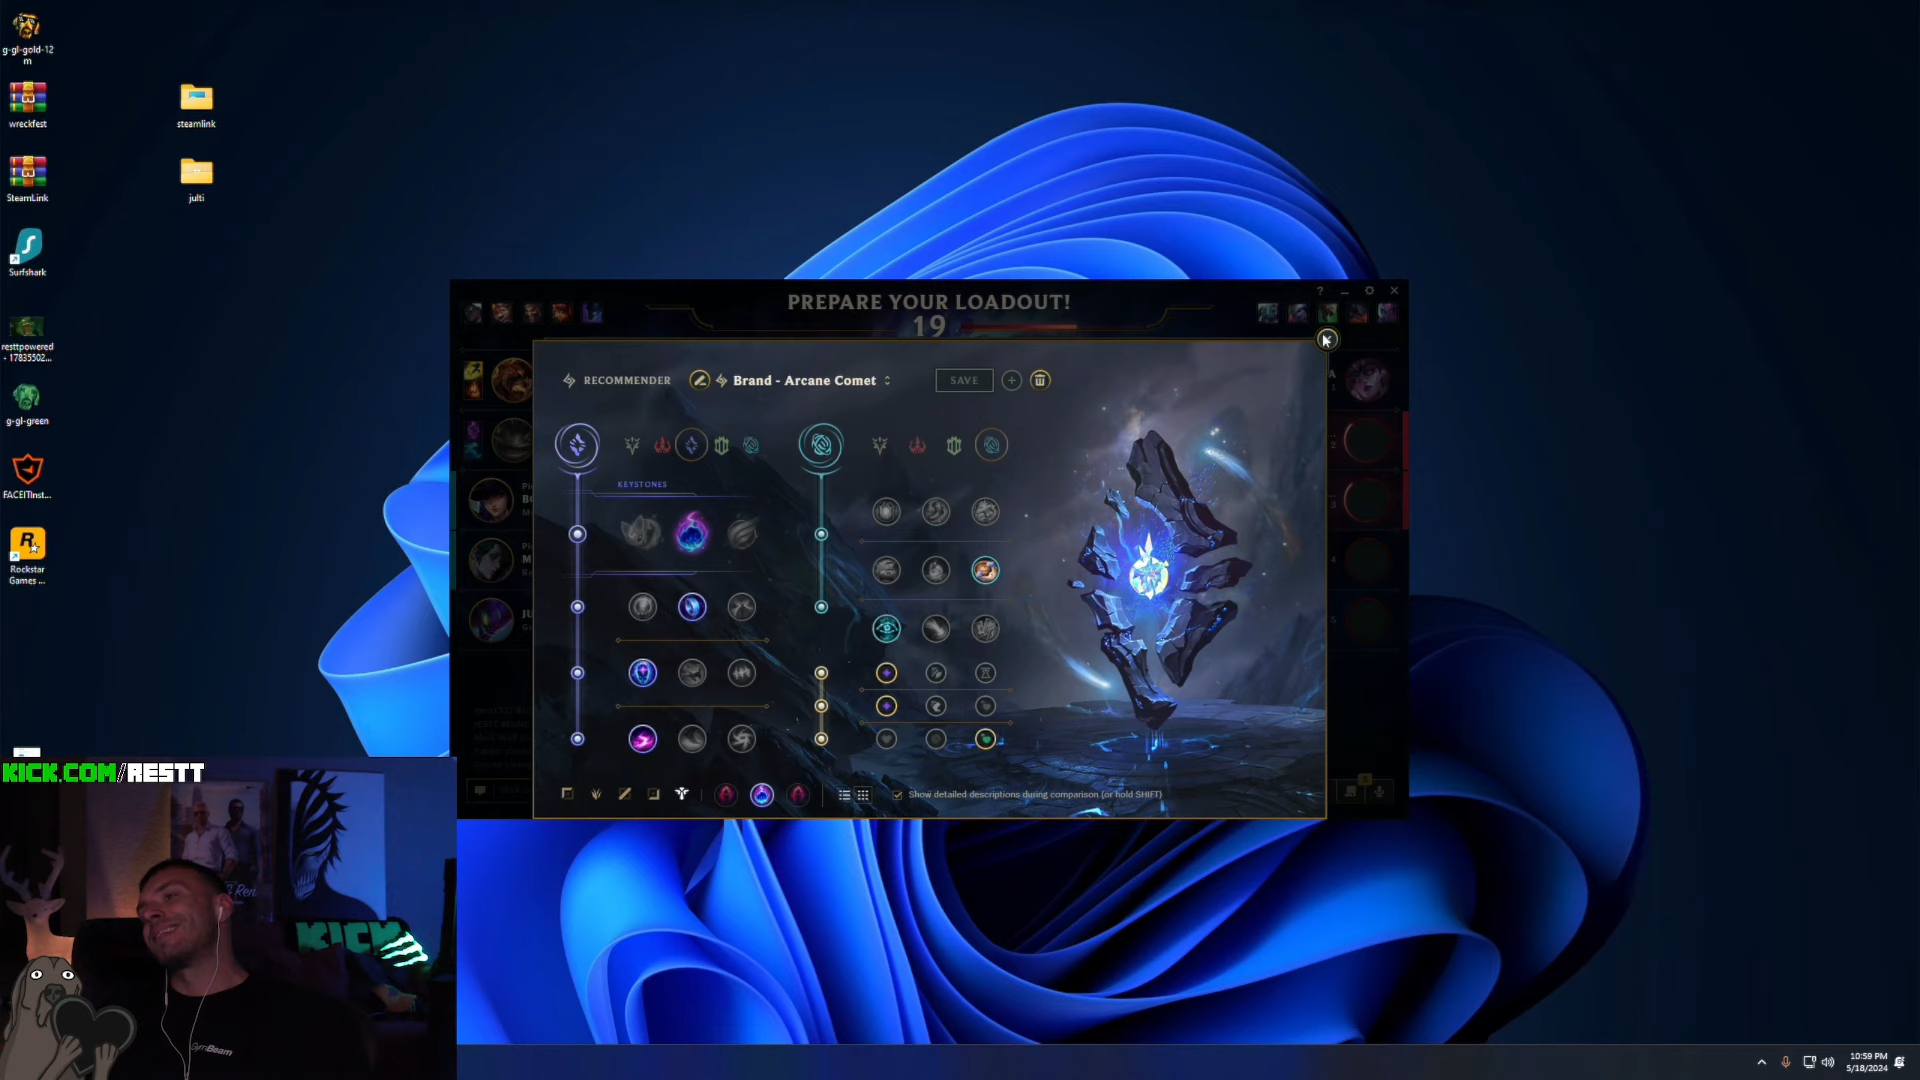 g-gl-gold-12
m
wreckfest
SteamLink
Surfshark
resttpowered
- 17835502...
g-gl-green
FACEITInst...
Rockstar
Games ...
steamlink
julti
PREPARE YOUR LOADOUT!
19
RECOMMENDER
Brand - Arcane Comet
SAVE
KEYSTONES
Show detailed descriptions during comparison (or hold SHIFT)
KICK.COM/RESTT
KICK
GymBeam
10:59 PM
5/18/2024